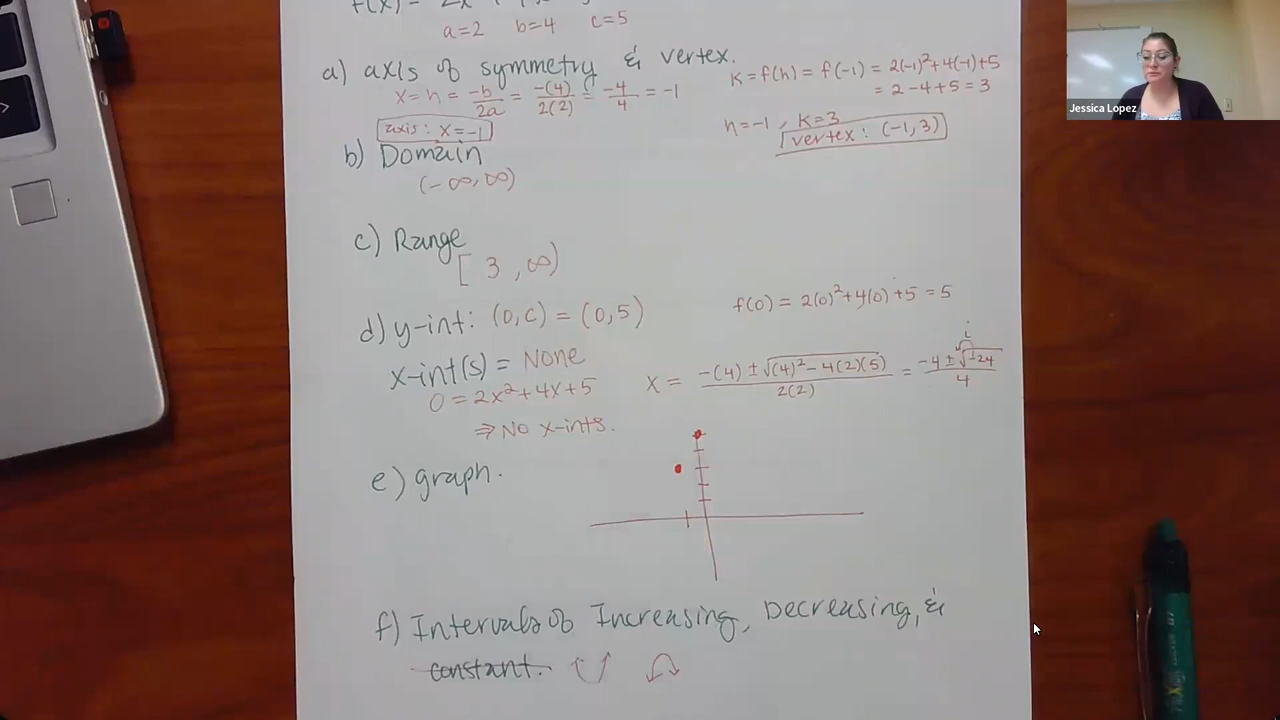 f(x) = 2x
a=2 b=4 c=5
a) axis of symmetry & vertex.
x=h = -b/2a = -(4)/2(2) = -4/4 = -1
axis: x=-1
k=f(h) = f(-1) = 2(-1)²+4(-1)+5
= 2-4+5 = 3
h=-1, k=3
vertex: (-1,3)
b) Domain
(-∞,∞)
c) Range
[3,∞)
d) y-int: (0,c) = (0,5)
f(0) = 2(0)²+4(0)+5 = 5
x-int(s) = None
0 = 2x²+4x+5
⇒ No x-ints.
x = -(4) ± √(4)²-4(2)(5) / 2(2) = -4 ± √-24 / 4
i
e) graph.
f) Intervals of Increasing, Decreasing, &
constant.
Jessica Lopez